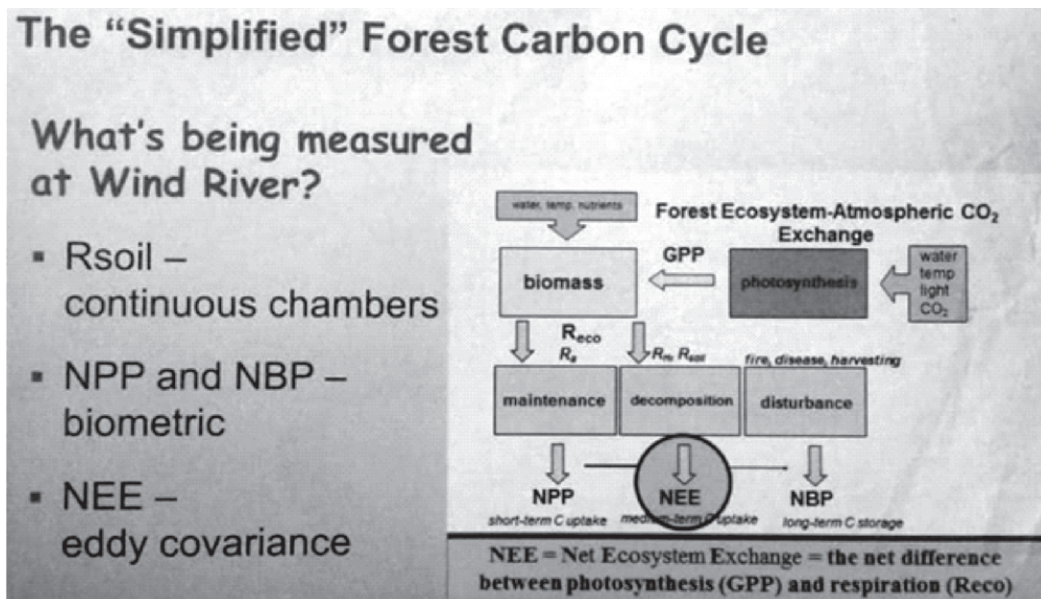 The “Simplified” Forest Carbon Cycle
What's being measured
at Wind River?
▪ Rsoil –
continuous chambers
▪ NPP and NBP –
biometric
▪ NEE –
eddy covariance
water, temp, nutrients
Forest Ecosystem-Atmospheric CO₂
Exchange
GPP
biomass
photosynthesis
water
temp
light
CO₂
Reco
Ra
Rsoil
fire, disease, harvesting
maintenance
decomposition
disturbance
NPP
NEE
NBP
short-term C uptake
medium-term C uptake
long-term C storage
NEE = Net Ecosystem Exchange = the net difference
between photosynthesis (GPP) and respiration (Reco)